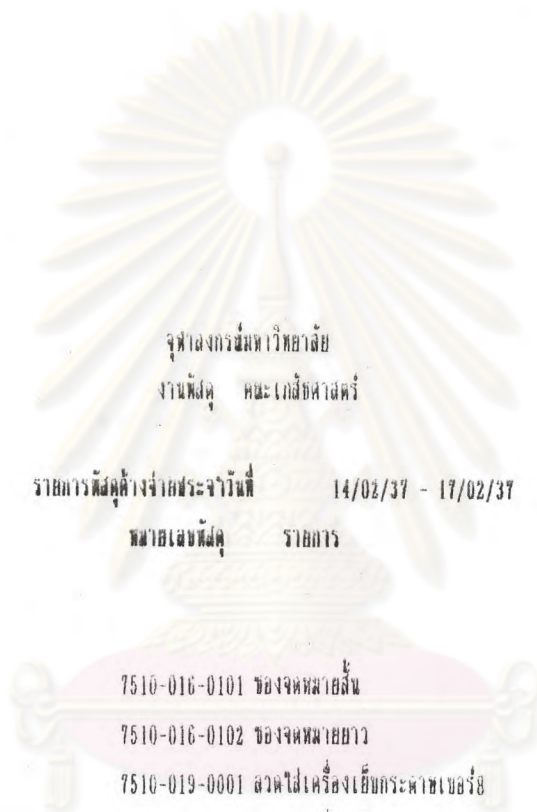 จุฬาลงกรณ์มหาวิทยาลัย
งานพัสดุ คณะเภสัชศาสตร์
รายการพัสดุค้างจ่ายประจำวันที่ 14/02/37 - 17/02/37
หมายเลขพัสดุ รายการ
7510-016-0101 ซองจดหมายสั้น
7510-016-0102 ซองจดหมายยาว
7510-019-0001 ลวดใส่เครื่องเย็บกระดาษเบอร์8